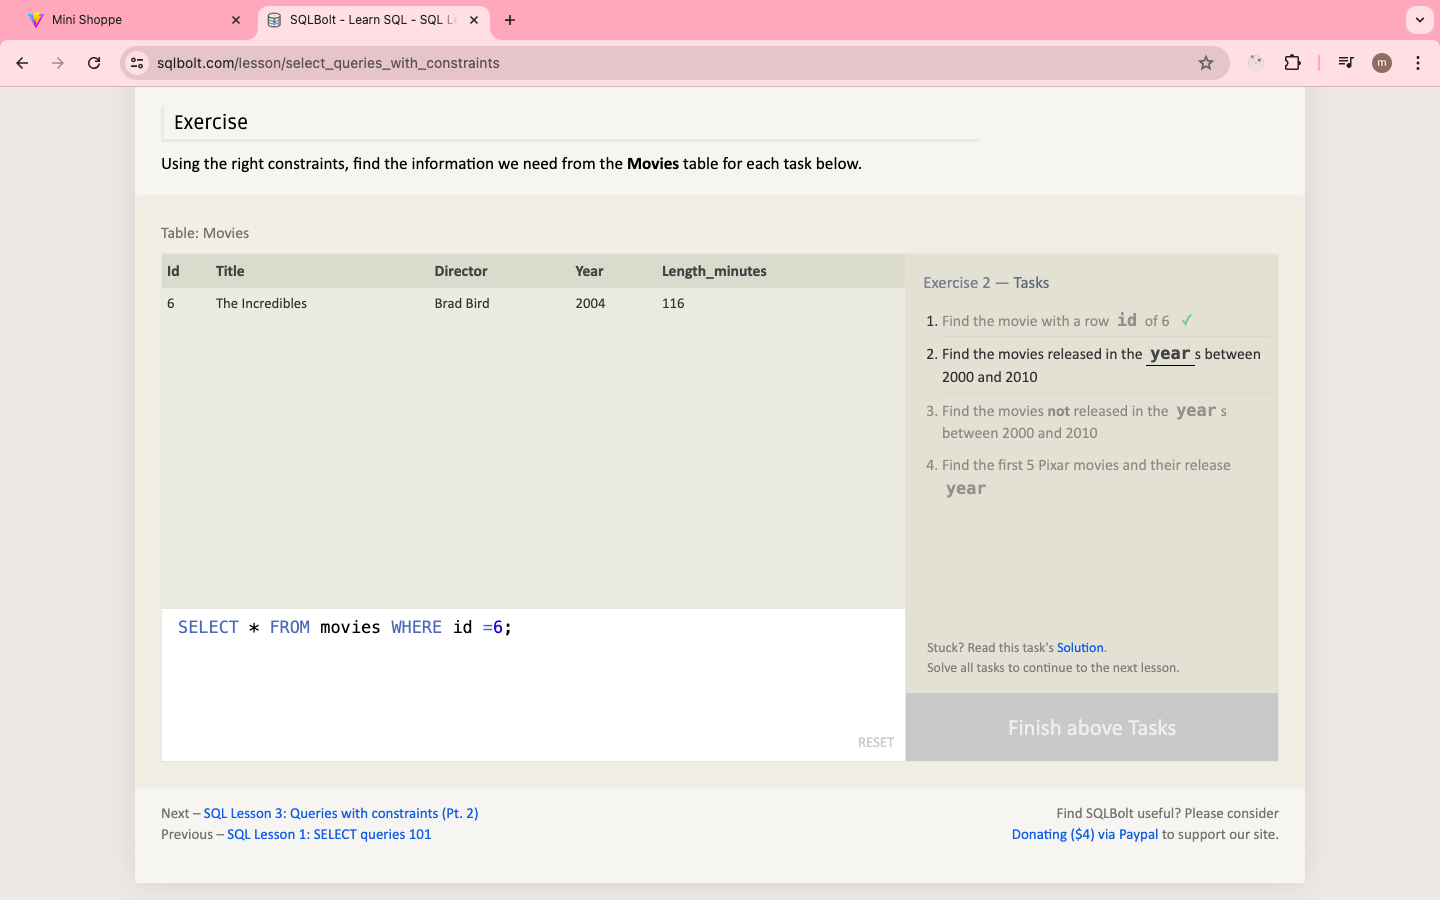 Mini Shoppe
SQLBolt - Learn SQL - SQL Le
sqlbolt.com/lesson/select_queries_with_constraints
m
Exercise
Using the right constraints, find the information we need from the Movies table for each task below.
Table: Movies
Id Title Director Year Length_minutes
6 The Incredibles Brad Bird 2004 116
Exercise 2 — Tasks
1. Find the movie with a row id of 6 ✓
2. Find the movies released in the year s between
2000 and 2010
3. Find the movies not released in the year s
between 2000 and 2010
4. Find the first 5 Pixar movies and their release
year
SELECT * FROM movies WHERE id =6;
RESET
Stuck? Read this task's Solution.
Solve all tasks to continue to the next lesson.
Finish above Tasks
Next – SQL Lesson 3: Queries with constraints (Pt. 2)
Previous – SQL Lesson 1: SELECT queries 101
Find SQLBolt useful? Please consider
Donating ($4) via Paypal to support our site.